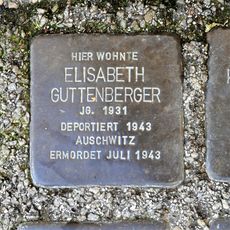 HIER WOHNTE
ELISABETH
GUTTENBERGER
JG. 1931
DEPORTIERT 1943
AUSCHWITZ
ERMORDET JULI 1943